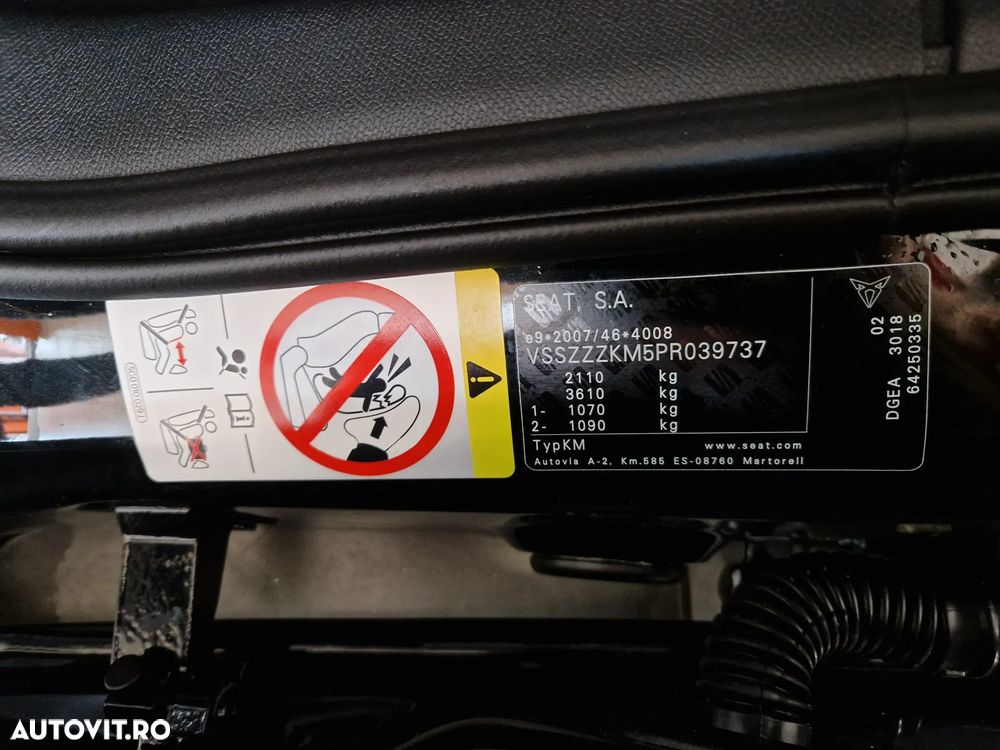 SEAT, S.A.
e9*2007/46*4008
VSSZZZKM5PR039737
2110 kg
3610 kg
1- 1070 kg
2- 1090 kg
TypKM www.seat.com
Autovia A-2, Km.585 ES-08760 Martorell
02
DGEA 3018
64250335
AUTOVIT.RO